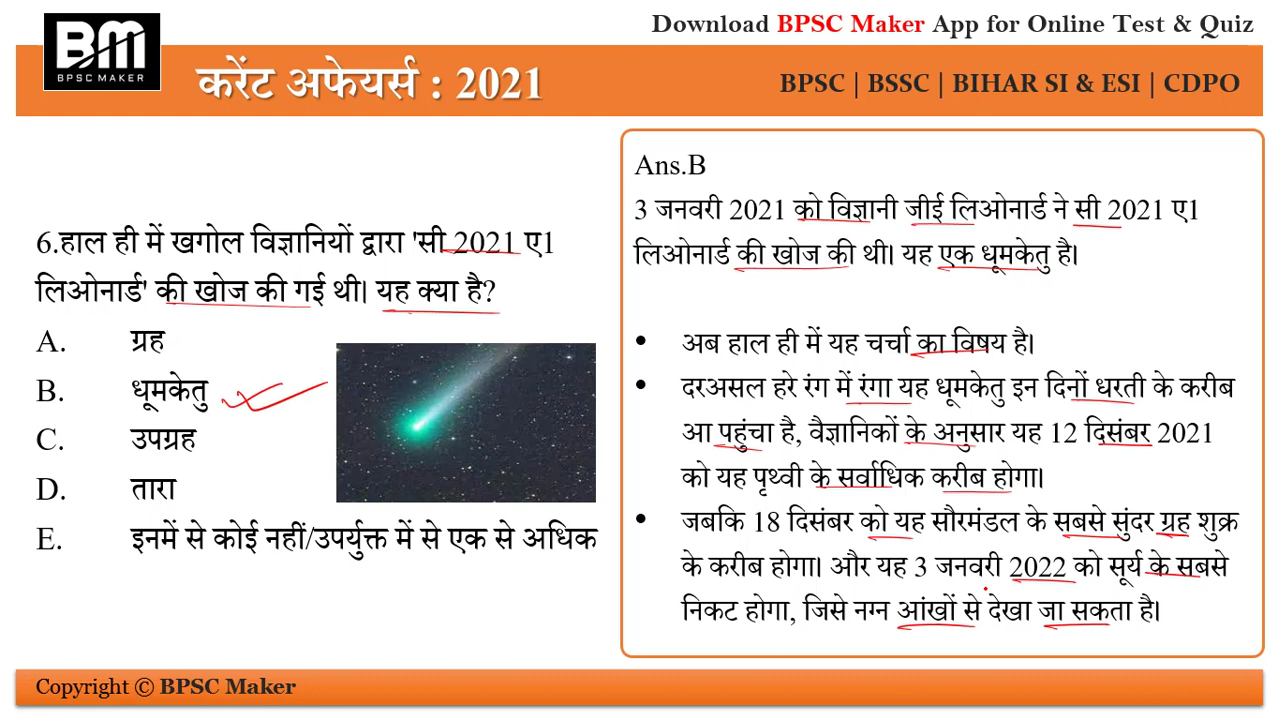 Download BPSC Maker App for Online Test & Quiz
BM
BPSC MAKER
करेंट अफेयर्स : 2021
BPSC | BSSC | BIHAR SI & ESI | CDPO
6.हाल ही में खगोल विज्ञानियों द्वारा 'सी 2021 ए1
लिओनार्ड' की खोज की गई थी। यह क्या है?
A. ग्रह
B. धूमकेतु
C. उपग्रह
D. तारा
E. इनमें से कोई नहीं/उपर्युक्त में से एक से अधिक
Ans.B
3 जनवरी 2021 को विज्ञानी जीई लिओनार्ड ने सी 2021 ए1
लिओनार्ड की खोज की थी। यह एक धूमकेतु है।
• अब हाल ही में यह चर्चा का विषय है।
• दरअसल हरे रंग में रंगा यह धूमकेतु इन दिनों धरती के करीब
आ पहुंचा है, वैज्ञानिकों के अनुसार यह 12 दिसंबर 2021
को यह पृथ्वी के सर्वाधिक करीब होगा।
• जबकि 18 दिसंबर को यह सौरमंडल के सबसे सुंदर ग्रह शुक्र
के करीब होगा। और यह 3 जनवरी 2022 को सूर्य के सबसे
निकट होगा, जिसे नग्न आंखों से देखा जा सकता है।
Copyright © BPSC Maker